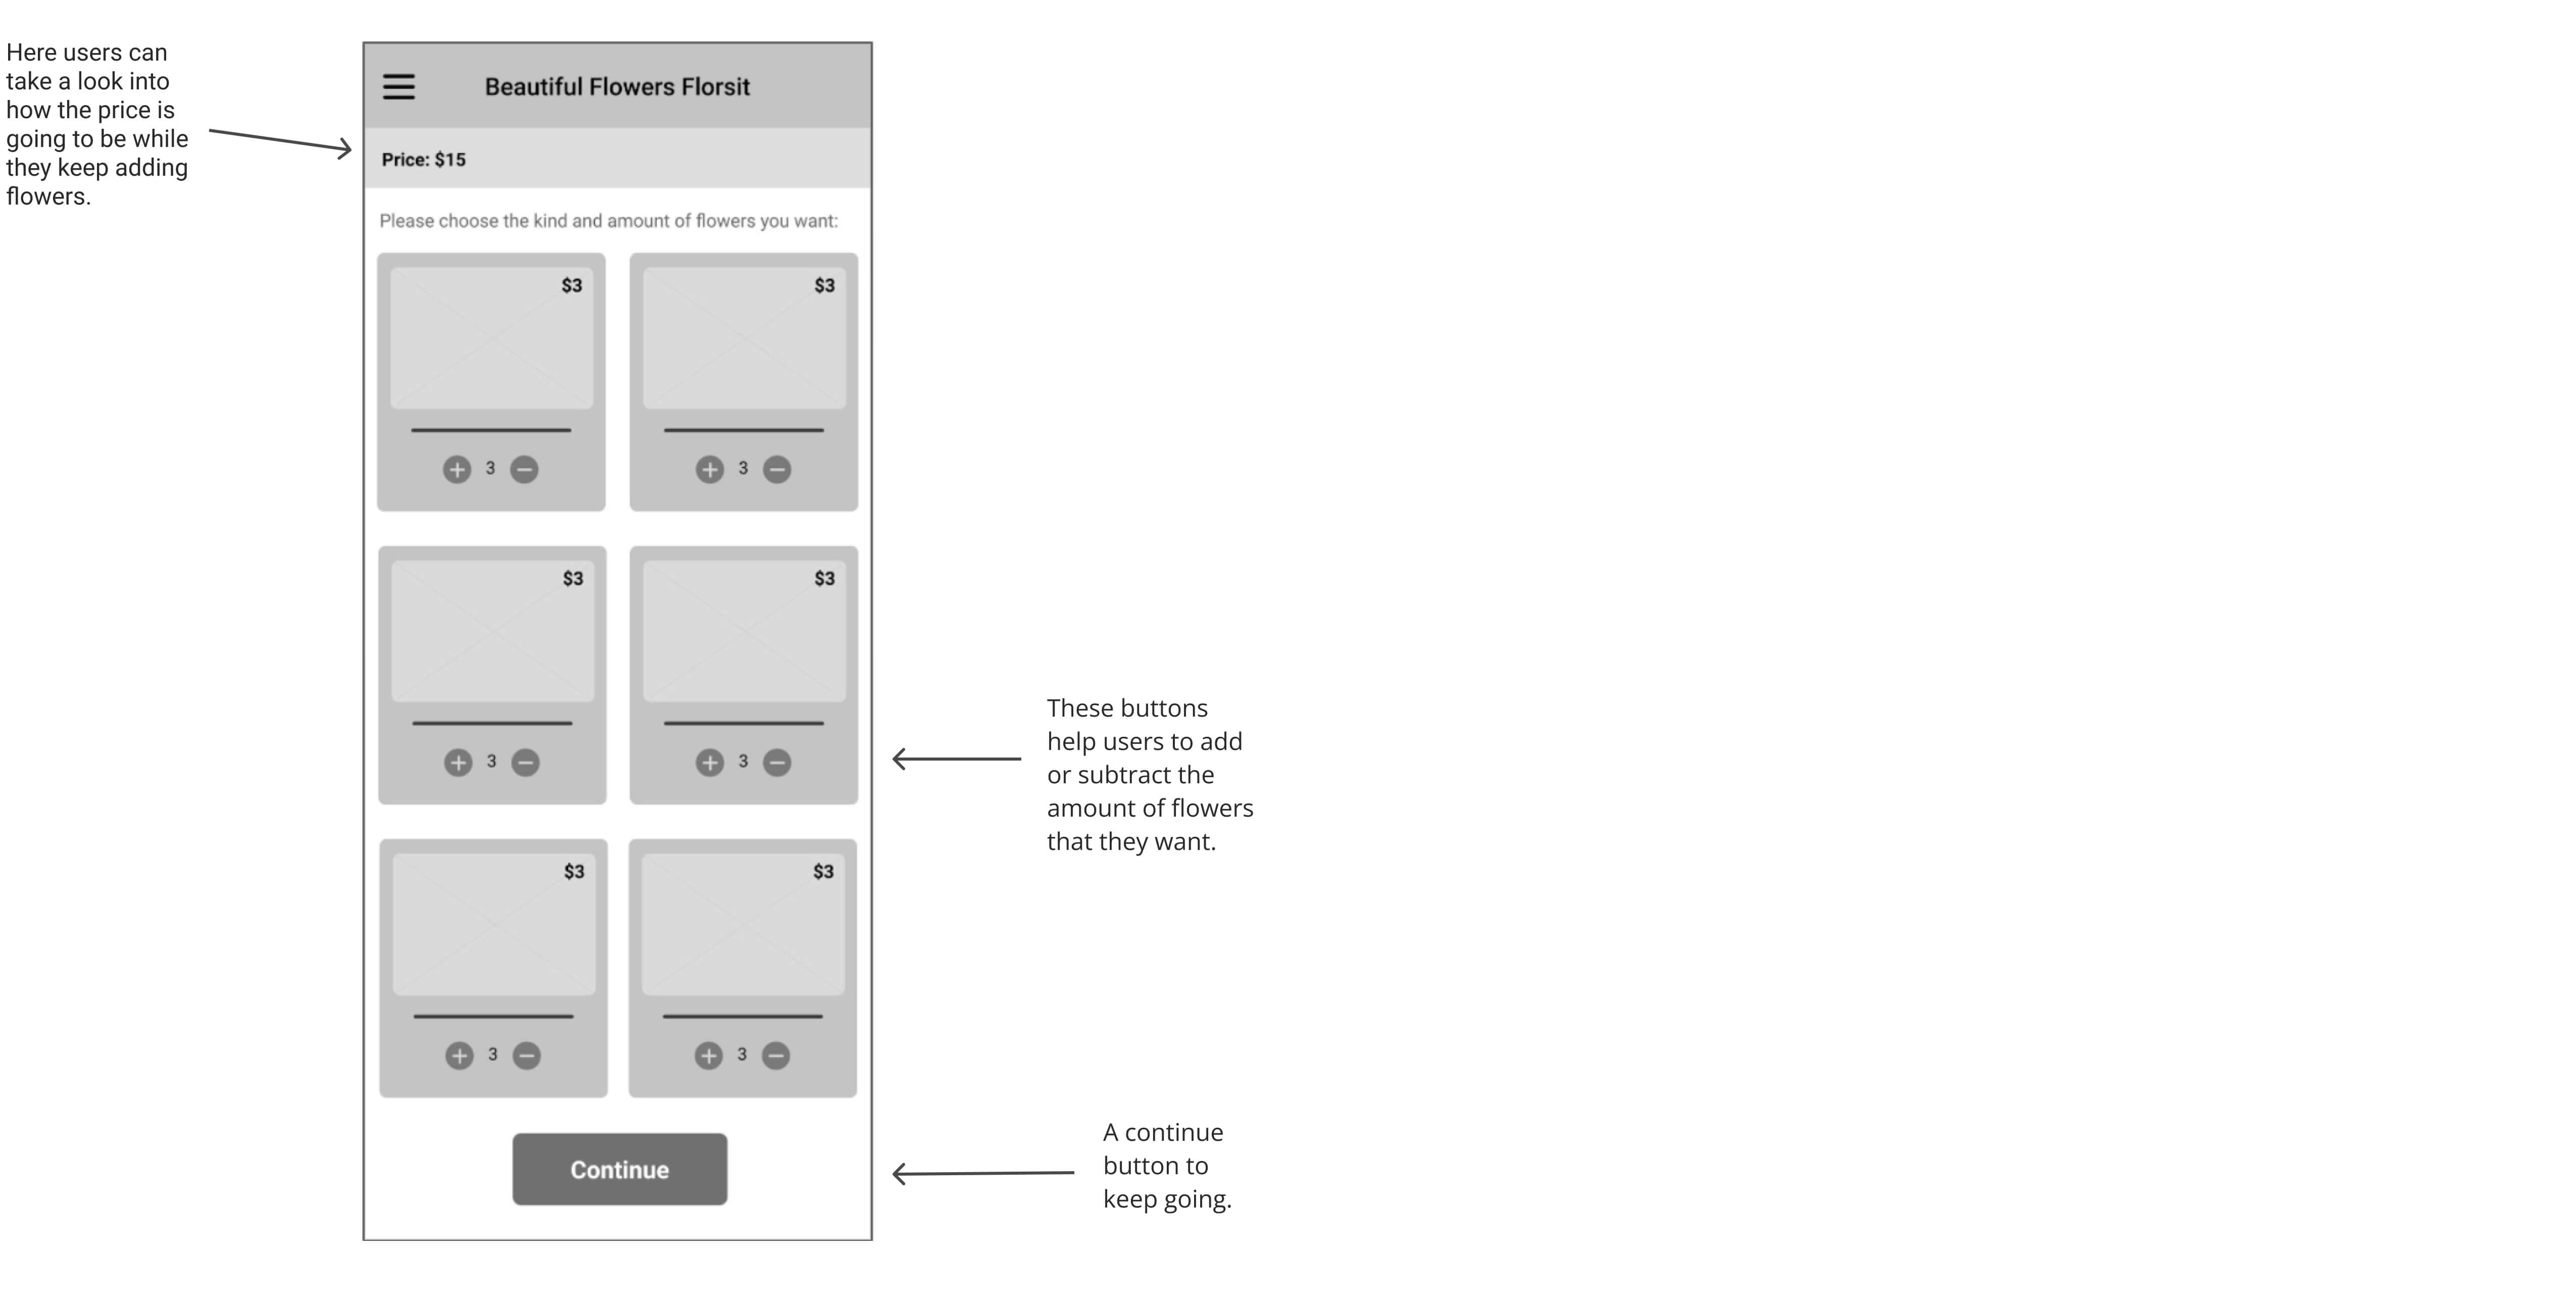 Here users can
take a look into
how the price is
going to be while
they keep adding
flowers.
Beautiful Flowers Florsit
Price: $15
Please choose the kind and amount of flowers you want:
$3
$3
3
3
$3
$3
3
3
These buttons
help users to add
or subtract the
amount of flowers
that they want.
$3
$3
3
3
Continue
A continue
button to
keep going.